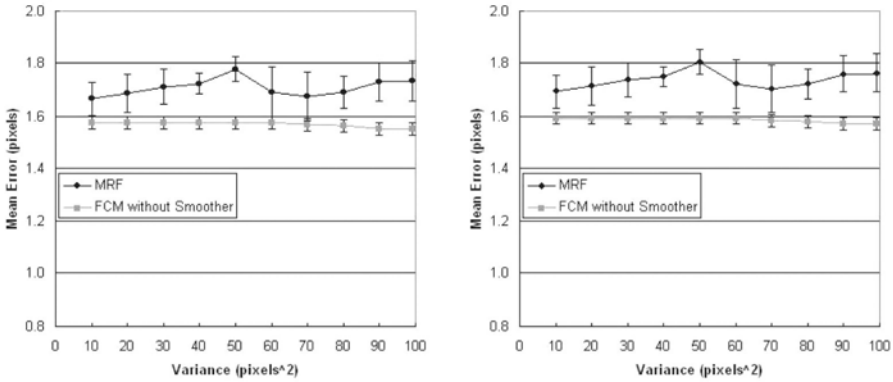 2.0
1.8
1.6
1.4
1.2
1.0
0.8
Mean Error (pixels)
MRF
FCM without Smoother
0 10 20 30 40 50 60 70 80 90 100
Variance (pixels^2)
2.0
1.8
1.6
1.4
1.2
1.0
0.8
Mean Error (pixels)
MRF
FCM without Smoother
0 10 20 30 40 50 60 70 80 90 100
Variance (pixels^2)